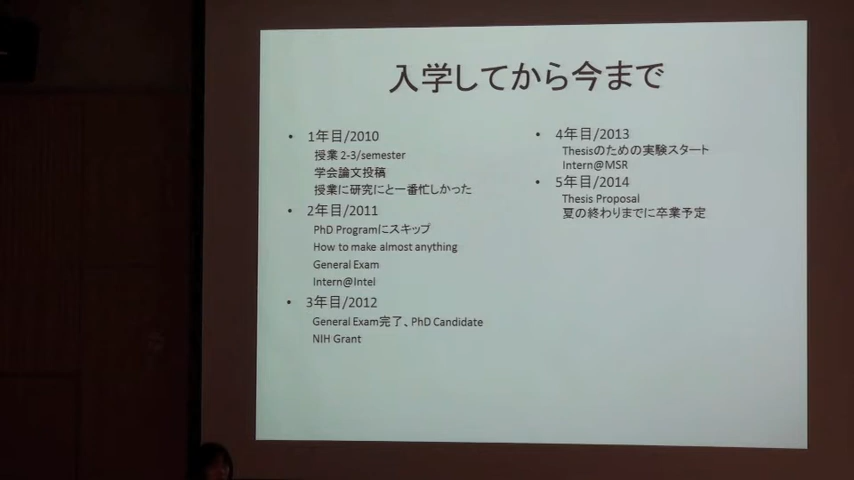 入学してから今まで
• 1年目/2010
授業 2-3/semester
学会論文投稿
授業に研究にと一番忙しかった
• 2年目/2011
PhD Programにスキップ
How to make almost anything
General Exam
Intern@Intel
• 3年目/2012
General Exam完了、PhD Candidate
NIH Grant
• 4年目/2013
Thesisのための実験スタート
Intern@MSR
• 5年目/2014
Thesis Proposal
夏の終わりまでに卒業予定